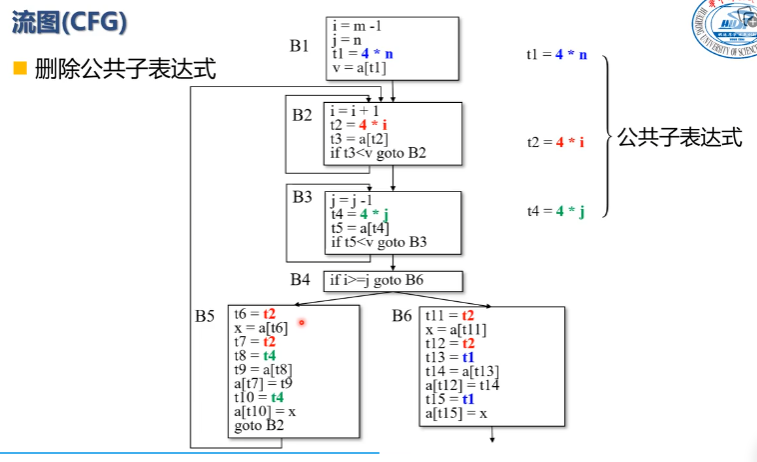 流图(CFG)
删除公共子表达式
B1
i = m -1
j = n
t1 = 4 * n
v = a[t1]
B2
i = i + 1
t2 = 4 * i
t3 = a[t2]
if t3<v goto B2
B3
j = j -1
t4 = 4 * j
t5 = a[t4]
if t5<v goto B3
B4
if i>=j goto B6
B5
t6 = t2
x = a[t6]
t7 = t2
t8 = t4
t9 = a[t8]
a[t7] = t9
t10 = t4
a[t10] = x
goto B2
B6
t11 = t2
x = a[t11]
t12 = t2
t13 = t1
t14 = a[t13]
a[t12] = t14
t15 = t1
a[t15] = x
t1 = 4 * n
t2 = 4 * i
t4 = 4 * j
公共子表达式